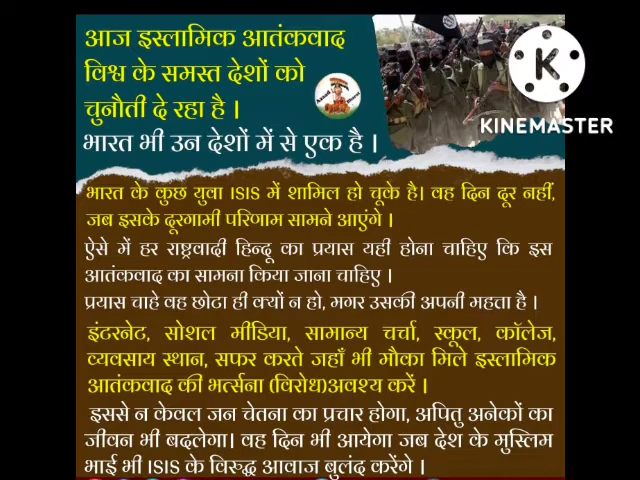 आज इस्लामिक आतंकवाद
विश्व के समस्त देशों को
चुनौती दे रहा है ।
भारत भी उन देशों में से एक है ।
KINEMASTER
भारत के कुछ युवा ISIS में शामिल हो चूके है। वह दिन दूर नहीं,
जब इसके दूरगामी परिणाम सामने आएंगे ।
ऐसे में हर राष्ट्रवादी हिन्दू का प्रयास यही होना चाहिए कि इस
आतंकवाद का सामना किया जाना चाहिए ।
प्रयास चाहे वह छोटा ही क्यों न हो, मगर उसकी अपनी महता है ।
इंटरनेट, सोशल मीडिया, सामान्य चर्चा, स्कूल, कॉलेज,
व्यवसाय स्थान, सफर करते जहाँ भी मौका मिले इस्लामिक
आतंकवाद की भर्त्सना (विरोध)अवश्य करें ।
इससे न केवल जन चेतना का प्रचार होगा, अपितु अनेकों का
जीवन भी बदलेगा। वह दिन भी आयेगा जब देश के मुस्लिम
भाई भी ISIS के विरुद्ध आवाज बुलंद करेंगे ।